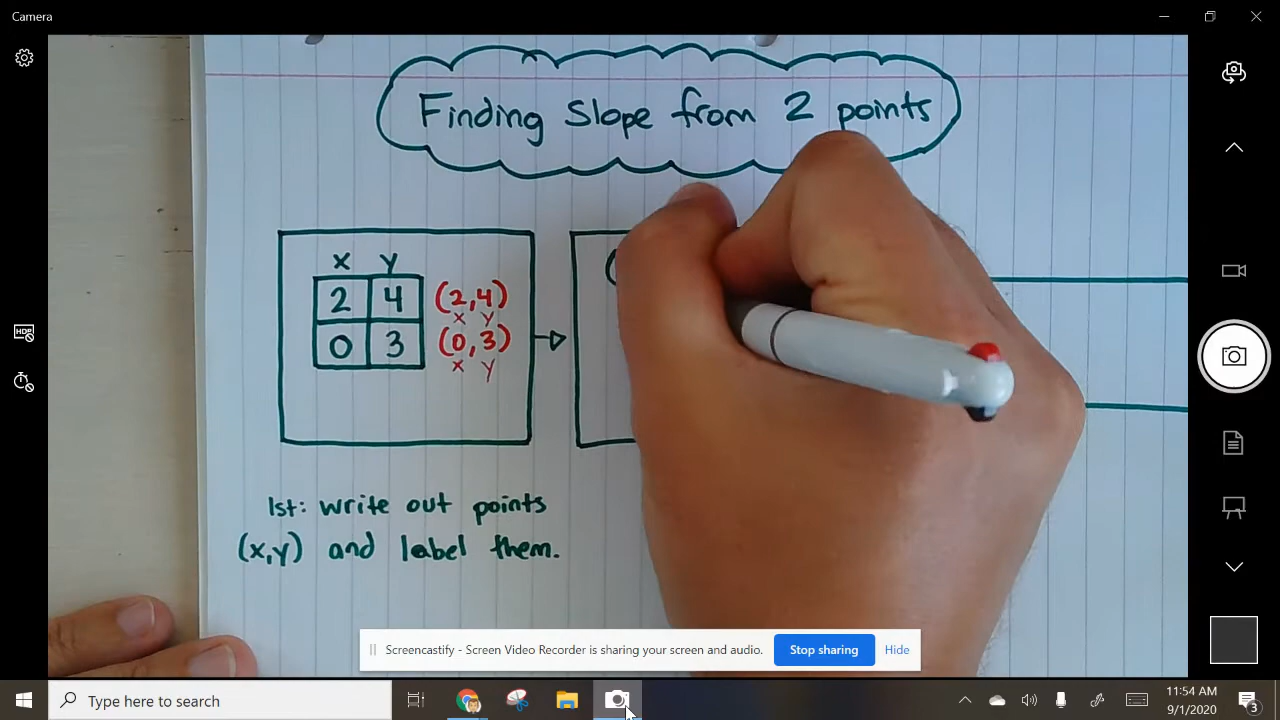 Camera
Finding Slope from 2 points
x y
2 4 (2,4)
x y
0 3 (0,3)
x y
1st: write out points
(x,y) and label them.
Screencastify - Screen Video Recorder is sharing your screen and audio.
Stop sharing
Hide
Type here to search
11:54 AM
9/1/2020
3